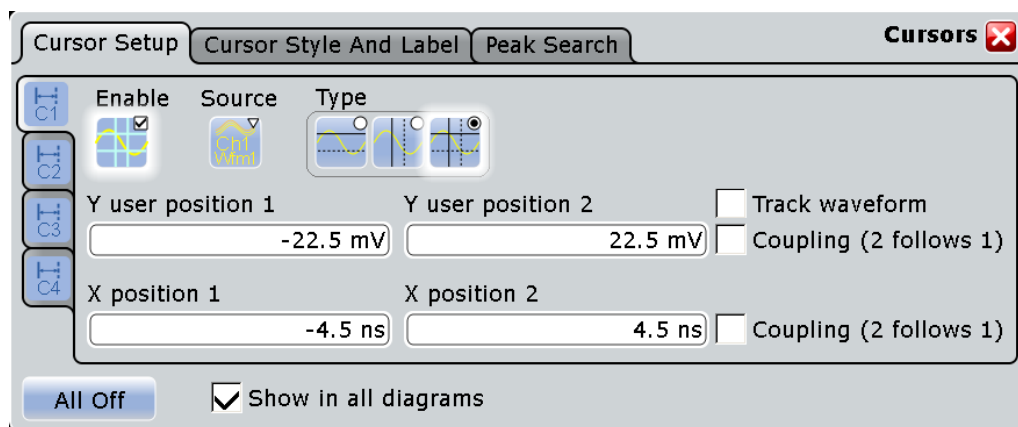 Cursor Setup Cursor Style And Label Peak Search Cursors
C1
Enable Source Type
Ch1
Wfm1
C2
Y user position 1 Y user position 2 Track waveform
C3
-22.5 mV 22.5 mV Coupling (2 follows 1)
C4
X position 1 X position 2
-4.5 ns 4.5 ns Coupling (2 follows 1)
All Off Show in all diagrams